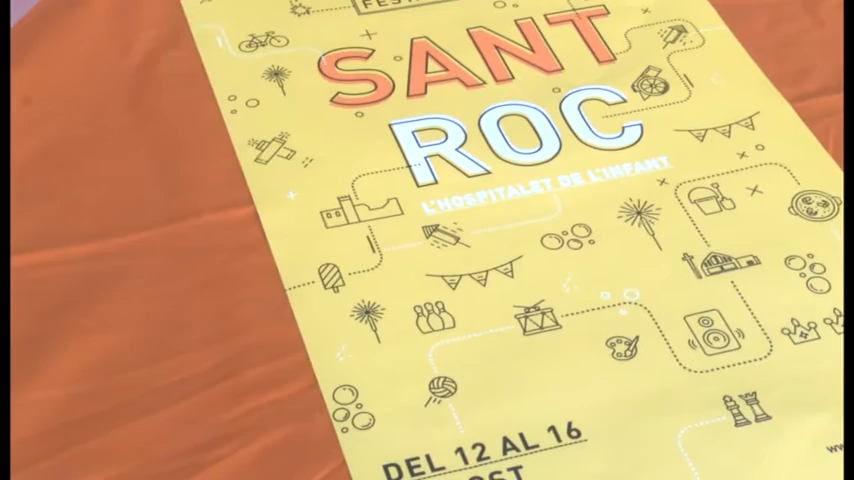 SANT
ROC
L'HOSPITALET DE L'INFANT
DEL 12 AL 16